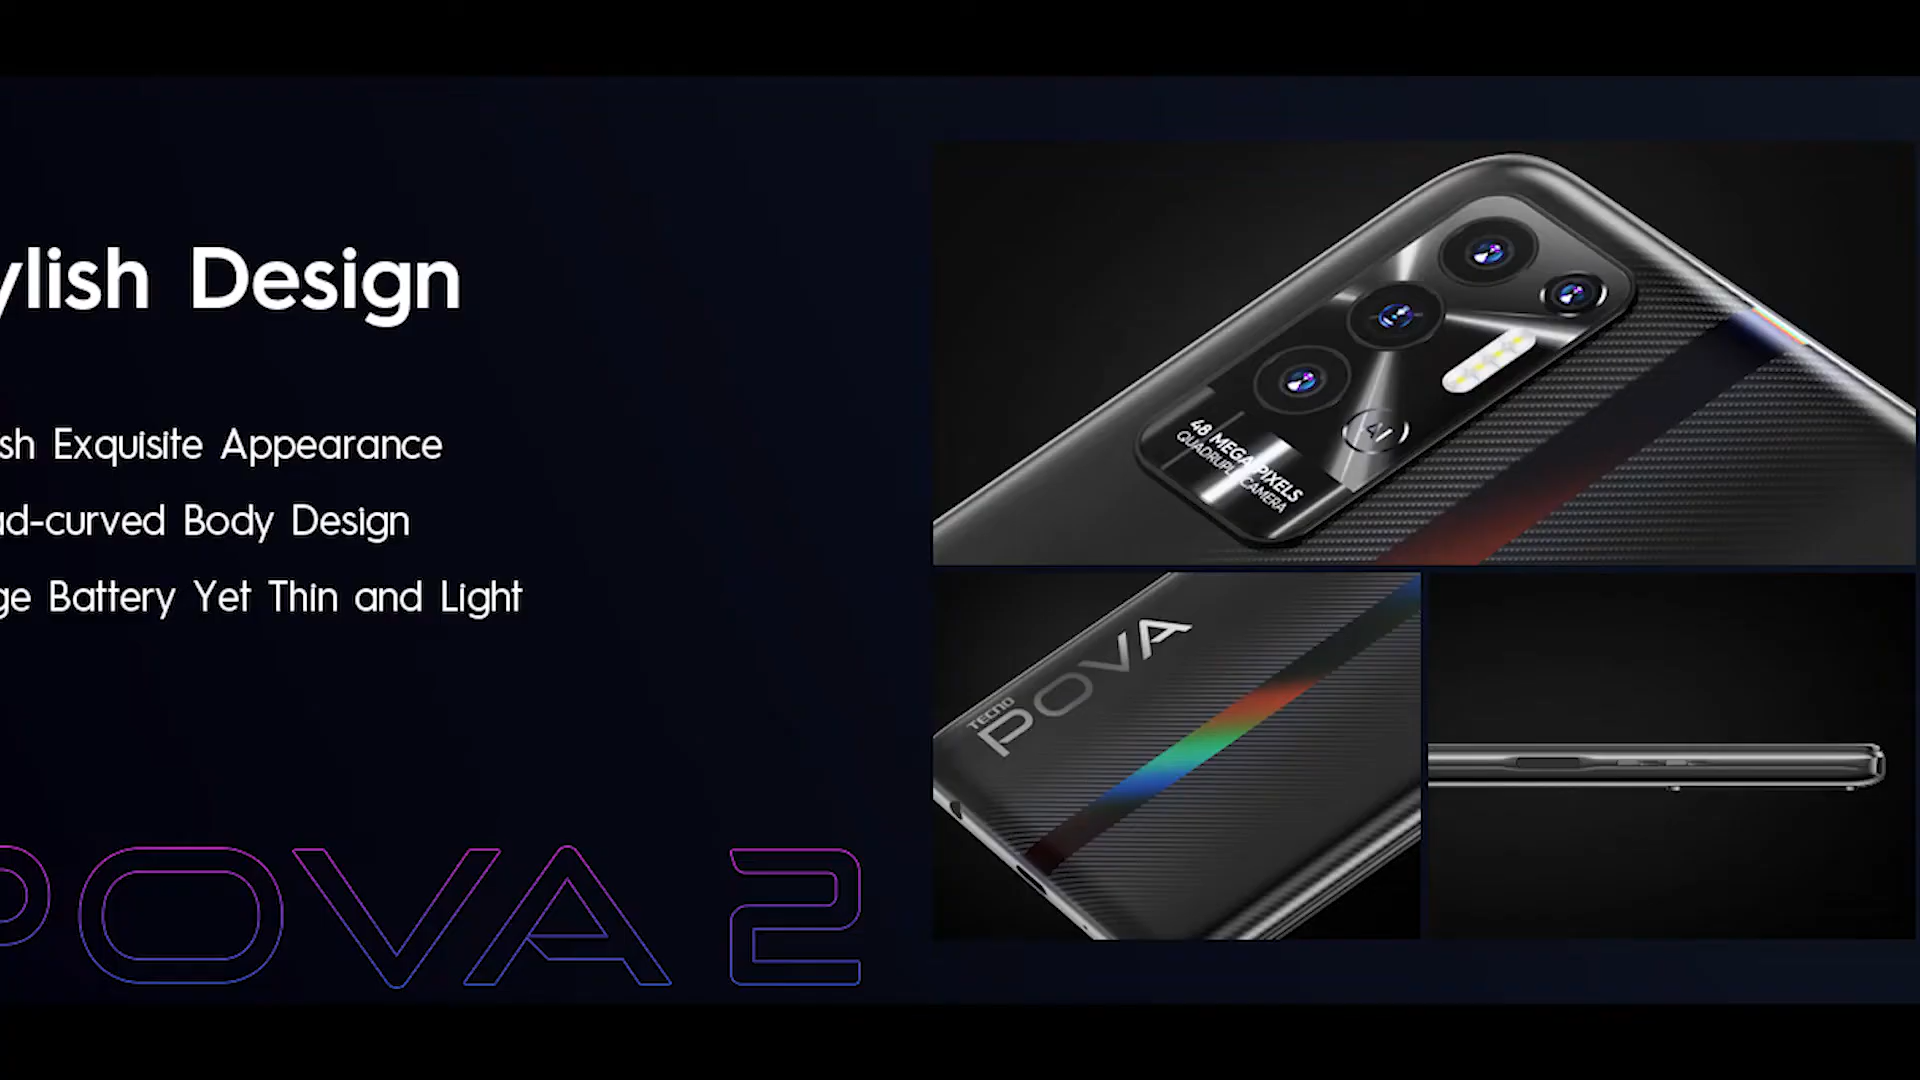 ylish Design
sh Exquisite Appearance
ad-curved Body Design
ge Battery Yet Thin and Light
POVA 2
48 MEGA PIXELS
QUADRUPLE CAMERA
AI
TECNO
POVA